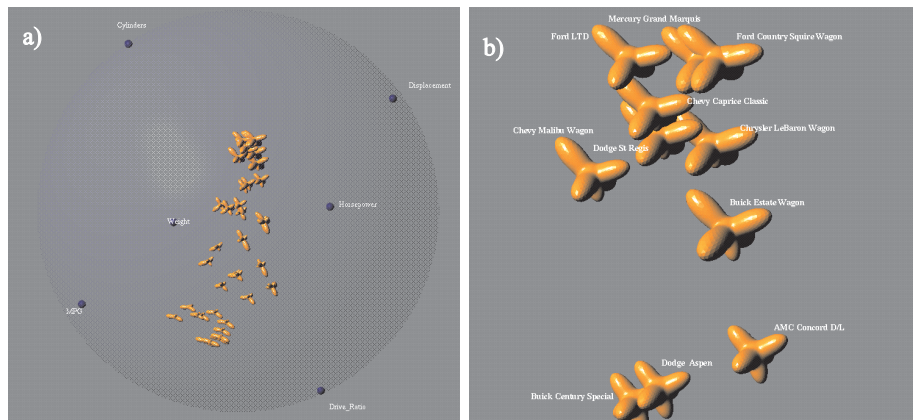 a)
Cylinders
Displacement
Horsepower
Weight
MPG
Drive_Ratio
b)
Mercury Grand Marquis
Ford LTD
Ford Country Squire Wagon
Chevy Caprice Classic
Chevy Malibu Wagon
Chrysler LeBaron Wagon
Dodge St Regis
Buick Estate Wagon
AMC Concord D/L
Dodge Aspen
Buick Century Special